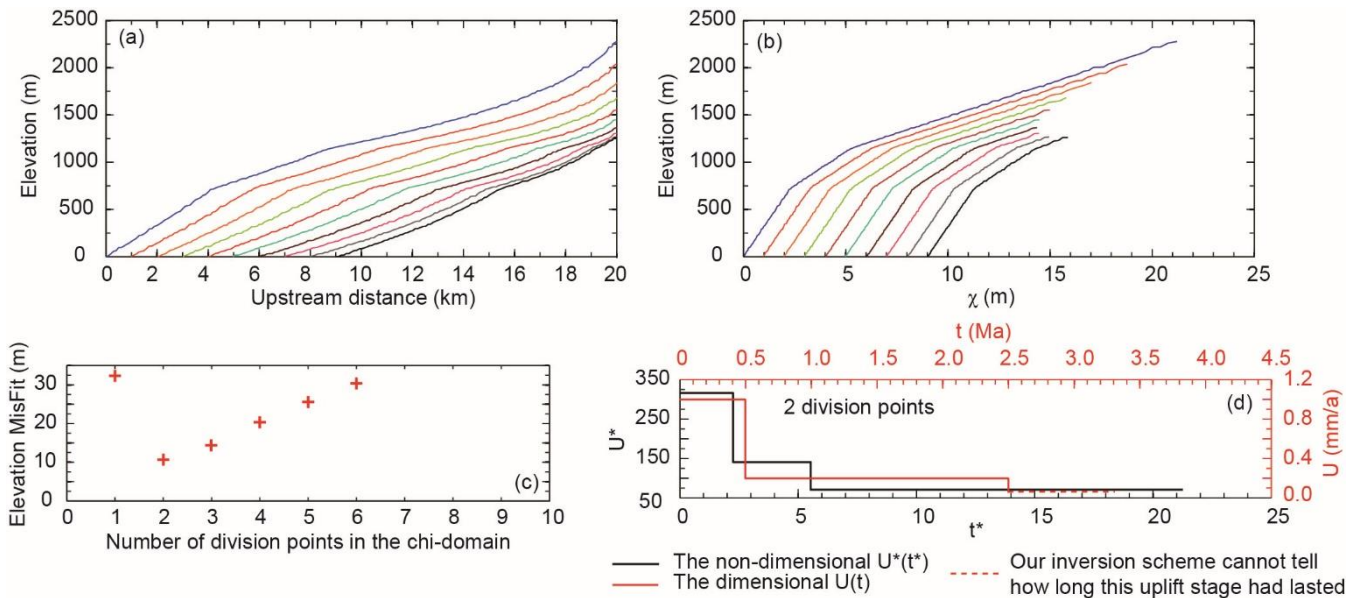 (a)
2500
2000
1500
1000
500
0
Elevation (m)
0 2 4 6 8 10 12 14 16 18 20
Upstream distance (km)
(b)
2500
2000
1500
1000
500
0
Elevation (m)
0 5 10 15 20 25
χ (m)
(c)
30
20
10
0
Elevation MisFit (m)
0 1 2 3 4 5 6 7 8 9 10
Number of division points in the chi-domain
t (Ma)
0 0.5 1.0 1.5 2.0 2.5 3.0 3.5 4.0 4.5
2 division points
(d)
350
250
150
50
U*
1.2
0.8
0.4
0.0
U (mm/a)
0 5 10 15 20 25
t*
The non-dimensional U*(t*)
The dimensional U(t)
Our inversion scheme cannot tell
how long this uplift stage had lasted